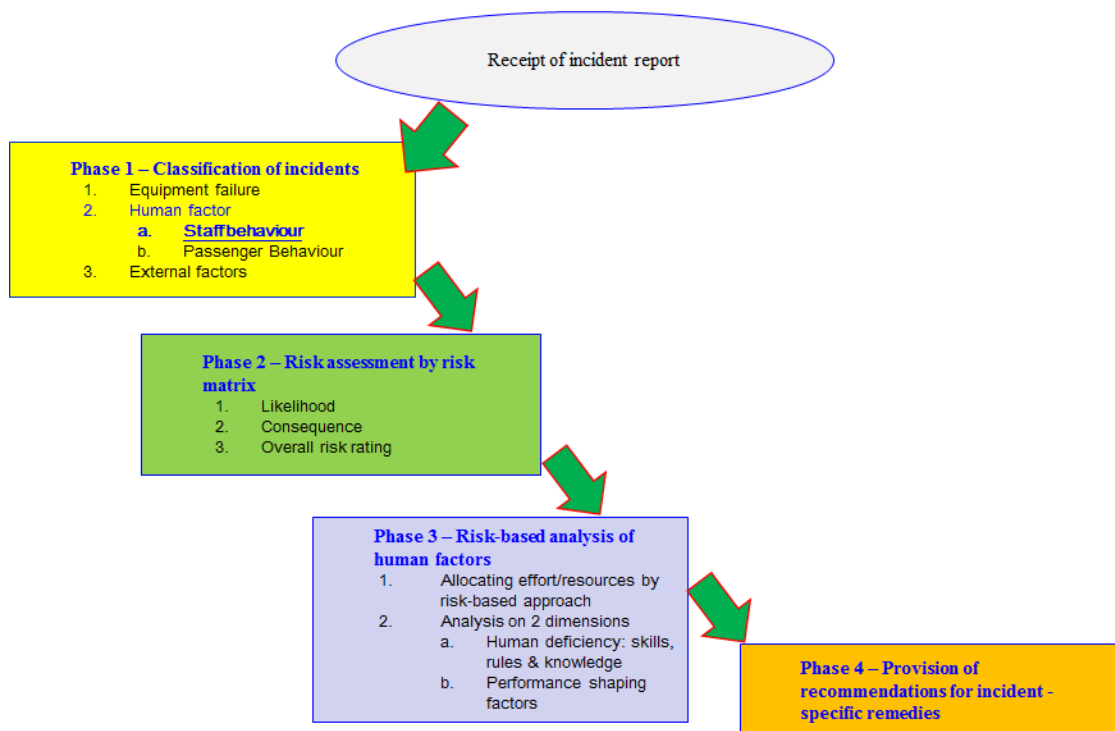 Receipt of incident report
Phase 1 – Classification of incidents
1. Equipment failure
2. Human factor
a. Staff behaviour
b. Passenger Behaviour
3. External factors
Phase 2 – Risk assessment by risk
matrix
1. Likelihood
2. Consequence
3. Overall risk rating
Phase 3 – Risk-based analysis of
human factors
1. Allocating effort/resources by
risk-based approach
2. Analysis on 2 dimensions
a. Human deficiency: skills,
rules & knowledge
b. Performance shaping
factors
Phase 4 – Provision of
recommendations for incident -
specific remedies